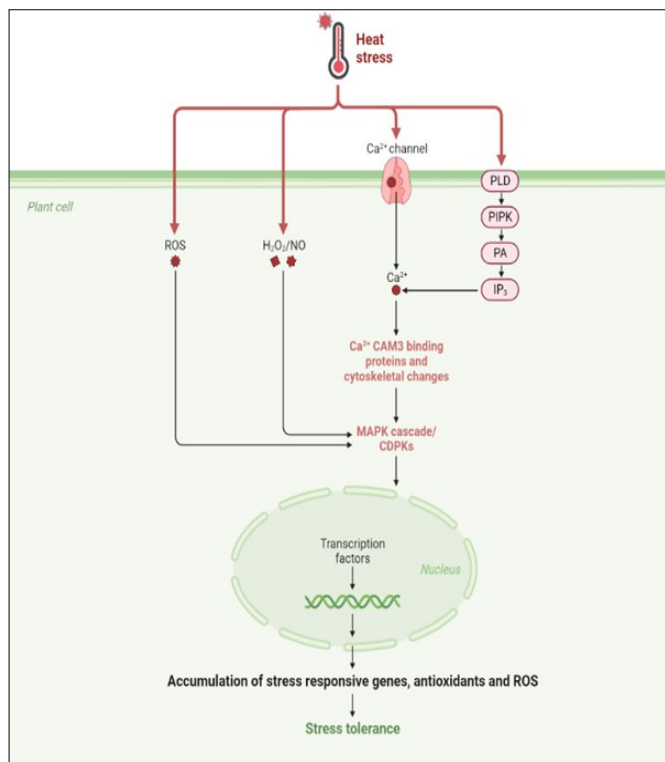 Heat
stress
Ca²⁺ channel
PLD
Plant cell
PIPK
ROS
H₂O₂/NO
PA
Ca²⁺
IP₃
Ca²⁺ CAM3 binding
proteins and
cytoskeletal changes
MAPK cascade/
CDPKs
Transcription
factors
Nucleus
Accumulation of stress responsive genes, antioxidants and ROS
Stress tolerance